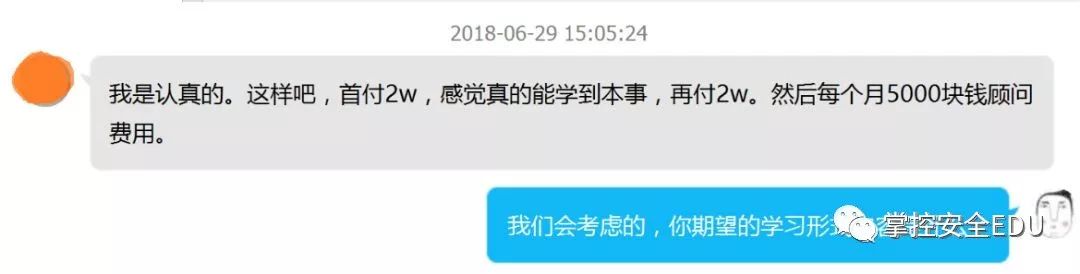 2018-06-29 15:05:24
我是认真的。这样吧，首付2w，感觉真的能学到本事，再付2w。然后每个月5000块钱顾问
费用。
我们会考虑的，你期望的学习形式
掌控安全EDU